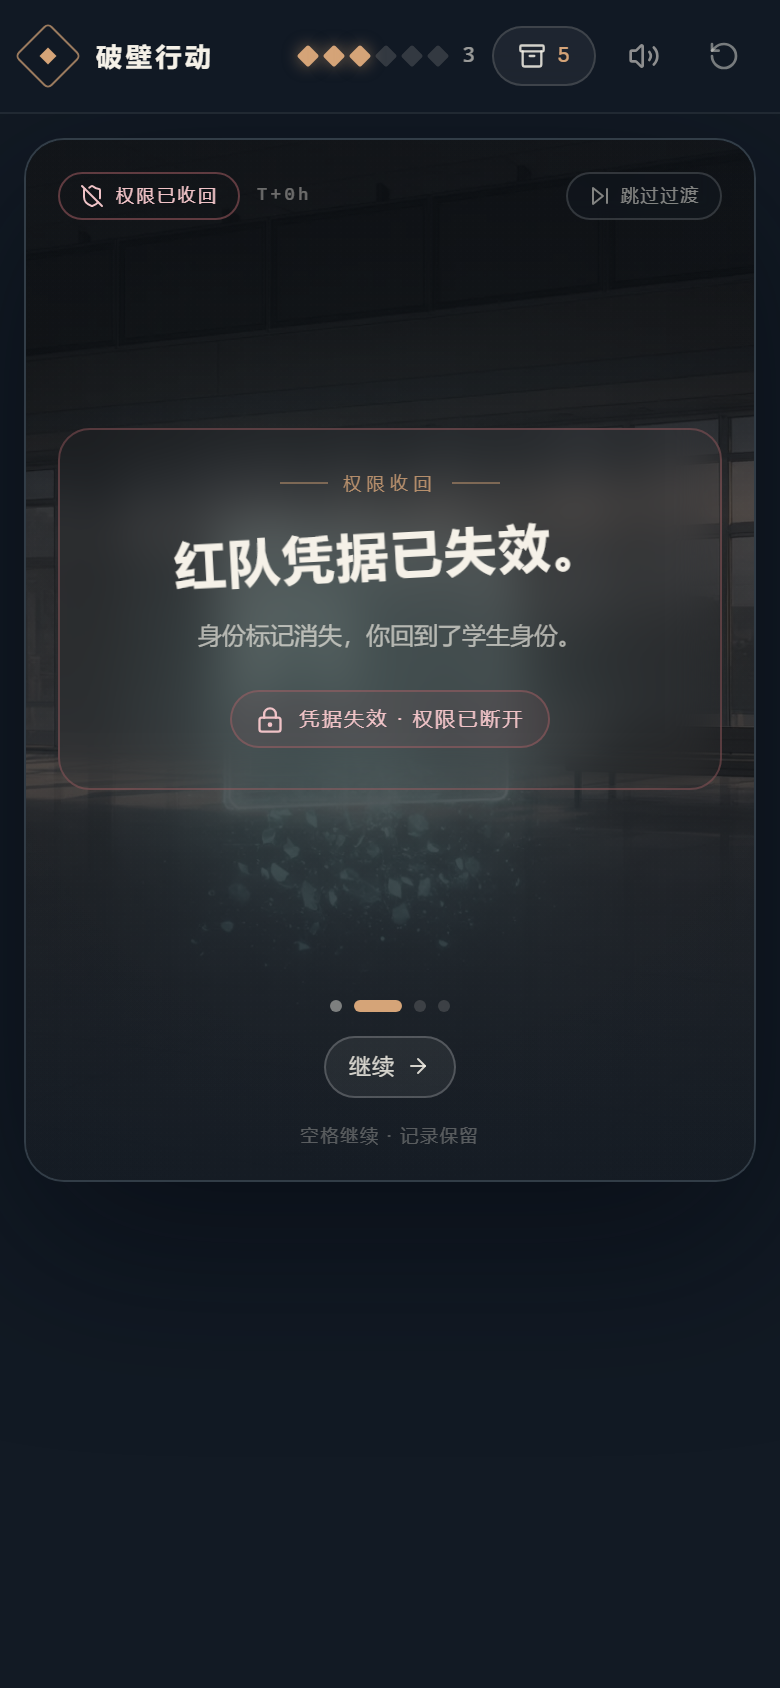 破壁行动
3
5
权限已收回
T+0h
跳过过渡
权限收回
红队凭据已失效。
身份标记消失，你回到了学生身份。
凭据失效 · 权限已断开
继续
空格继续 · 记录保留